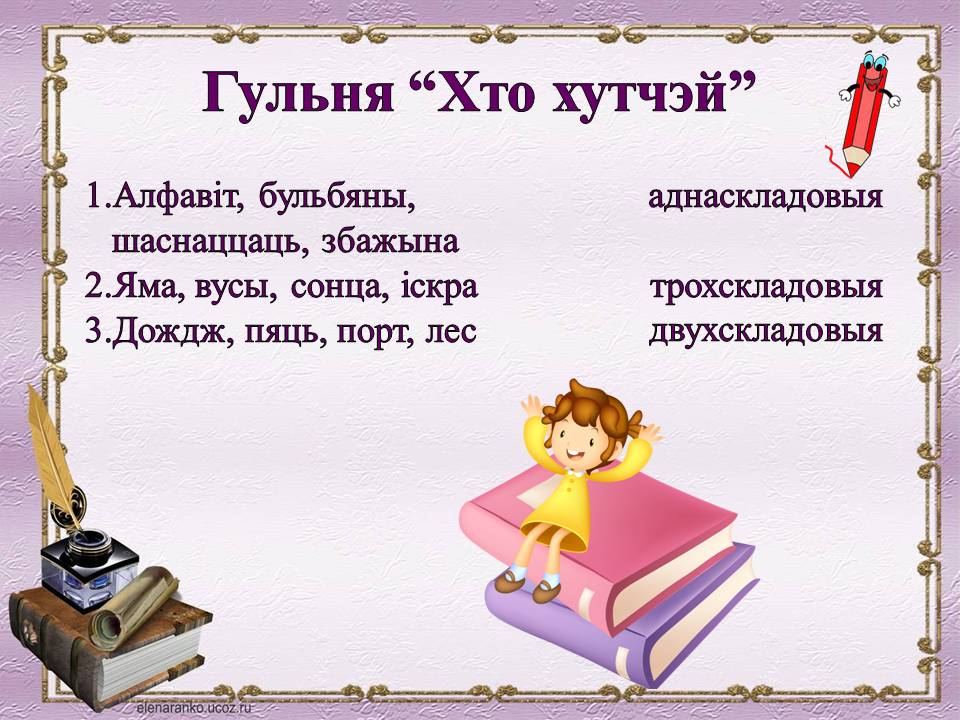 Гульня “Хто хутчэй”
1.Алфавіт, бульбяны, аднаскладовыя
шаснаццаць, збажына
2.Яма, вусы, сонца, іскра трохскладовыя
3.Дождж, пяць, порт, лес двухскладовыя
elenaranko.ucoz.ru